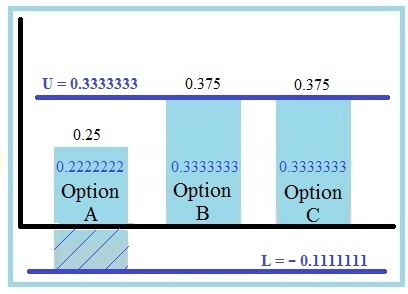 U = 0.3333333
0.375
0.375
0.25
0.2222222
0.3333333
0.3333333
Option
A
Option
B
Option
C
L = – 0.1111111